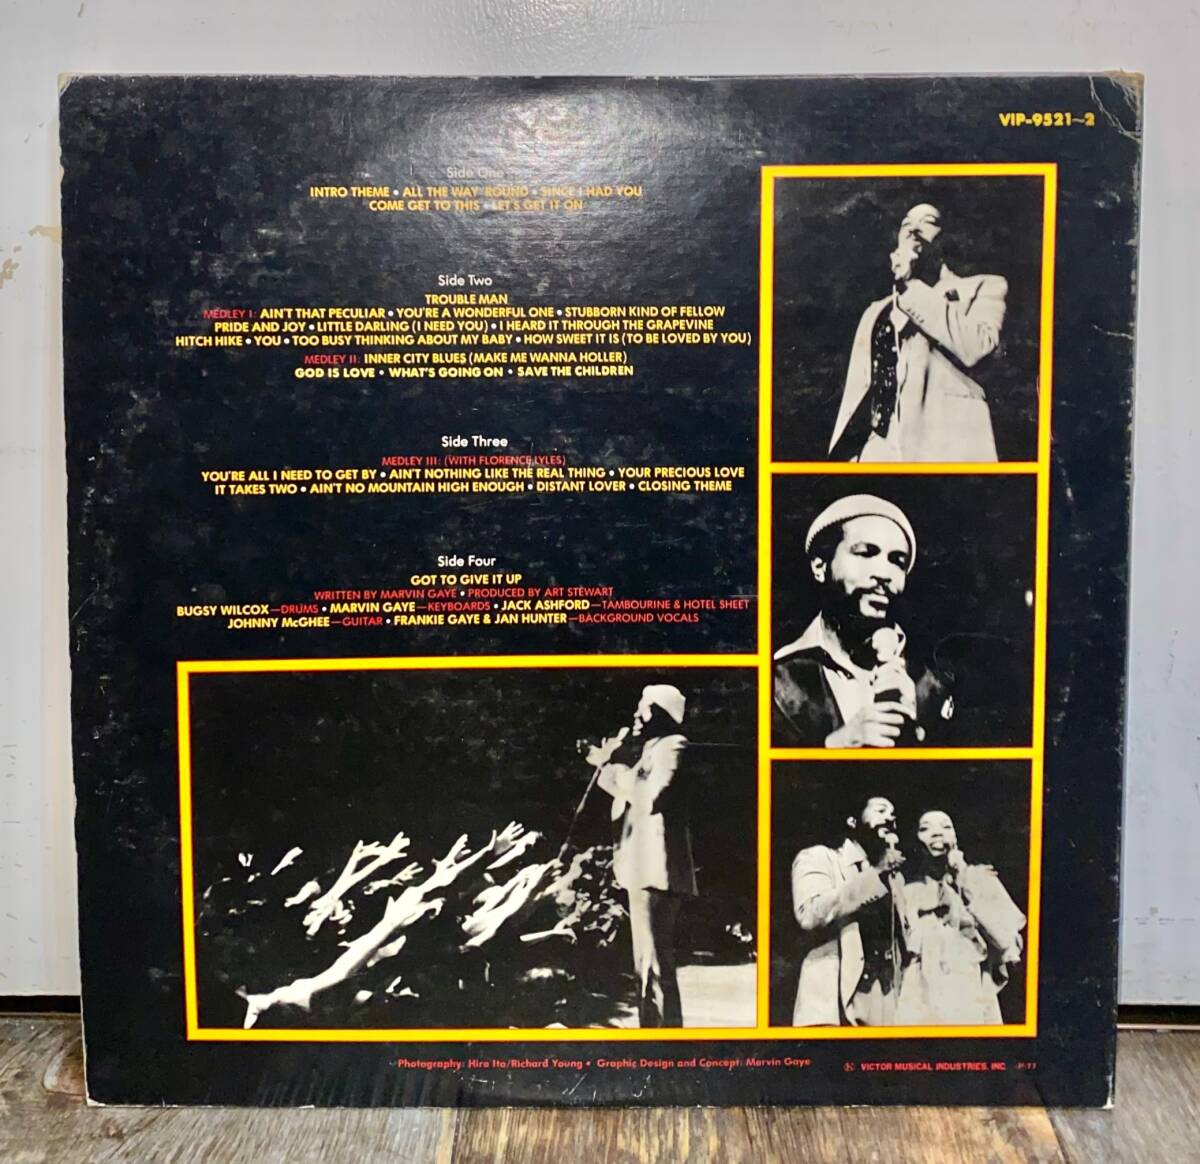 VIP-9521~2
Side One
INTRO THEME • ALL THE WAY 'ROUND • SINCE I HAD YOU
COME GET TO THIS • LET'S GET IT ON
Side Two
TROUBLE MAN
MEDLEY I: AIN'T THAT PECULIAR • YOU'RE A WONDERFUL ONE • STUBBORN KIND OF FELLOW
PRIDE AND JOY • LITTLE DARLING (I NEED YOU) • I HEARD IT THROUGH THE GRAPEVINE
HITCH HIKE • YOU • TOO BUSY THINKING ABOUT MY BABY • HOW SWEET IT IS (TO BE LOVED BY YOU)
MEDLEY II: INNER CITY BLUES (MAKE ME WANNA HOLLER)
GOD IS LOVE • WHAT'S GOING ON • SAVE THE CHILDREN
Side Three
MEDLEY III: (WITH FLORENCE LYLES)
YOU'RE ALL I NEED TO GET BY • AIN'T NOTHING LIKE THE REAL THING • YOUR PRECIOUS LOVE
IT TAKES TWO • AIN'T NO MOUNTAIN HIGH ENOUGH • DISTANT LOVER • CLOSING THEME
Side Four
GOT TO GIVE IT UP
WRITTEN BY MARVIN GAYE • PRODUCED BY ART STEWART
BUGSY WILCOX—DRUMS • MARVIN GAYE—KEYBOARDS • JACK ASHFORD—TAMBOURINE & HOTEL SHEET
JOHNNY McGHEE—GUITAR • FRANKIE GAYE & JAN HUNTER—BACKGROUND VOCALS
Photography: Hiro Ito/Richard Young • Graphic Design and Concept: Marvin Gaye
VICTOR MUSICAL INDUSTRIES, INC.